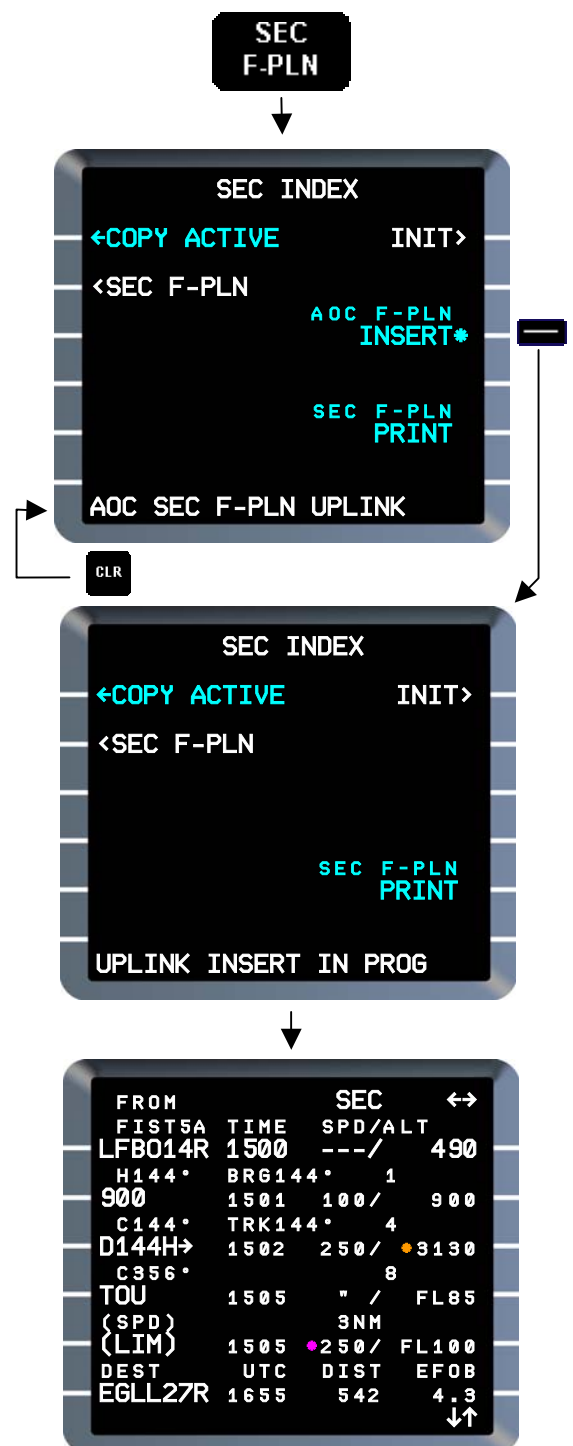 SEC
F-PLN
SEC INDEX
←COPY ACTIVE INIT>
<SEC F-PLN
AOC F-PLN
INSERT*
SEC F-PLN
PRINT
AOC SEC F-PLN UPLINK
CLR
SEC INDEX
←COPY ACTIVE INIT>
<SEC F-PLN
SEC F-PLN
PRINT
UPLINK INSERT IN PROG
FROM SEC ←→
FIST5A TIME SPD/ALT
LFBO14R 1500 ---/ 490
H144° BRG144° 1
900 1501 100/ 900
C144° TRK144° 4
D144H→ 1502 250/ *3130
C356° 8
TOU 1505 " / FL85
(SPD) 3NM
(LIM) 1505 *250/ FL100
DEST UTC DIST EFOB
EGLL27R 1655 542 4.3
↓↑